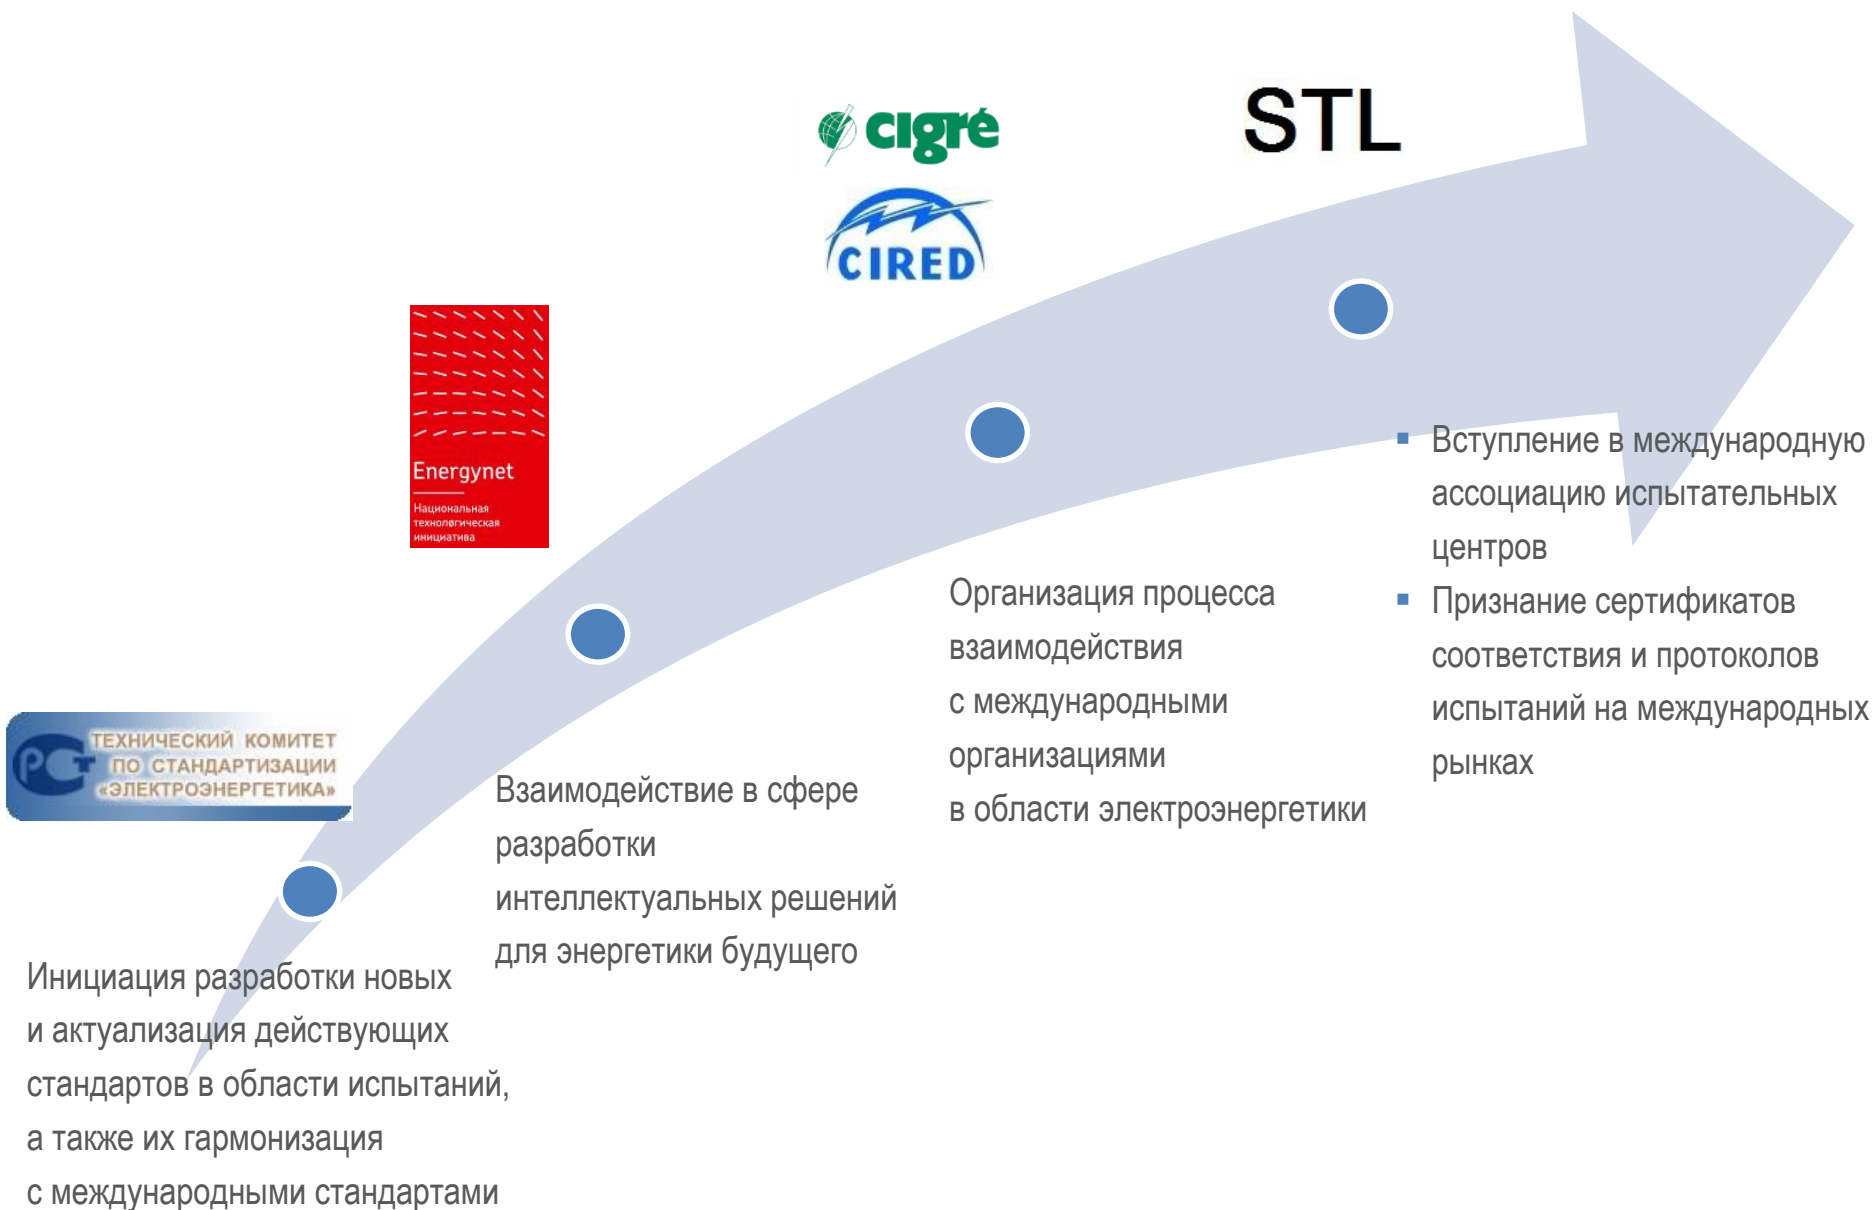 cigré
STL
CIRED
Energynet
Национальная
технологическая
инициатива
РСТ
ТЕХНИЧЕСКИЙ КОМИТЕТ
ПО СТАНДАРТИЗАЦИИ
«ЭЛЕКТРОЭНЕРГЕТИКА»
Инициация разработки новых
и актуализация действующих
стандартов в области испытаний,
а также их гармонизация
с международными стандартами
Взаимодействие в сфере
разработки
интеллектуальных решений
для энергетики будущего
Организация процесса
взаимодействия
с международными
организациями
в области электроэнергетики
▪ Вступление в международную
ассоциацию испытательных
центров
▪ Признание сертификатов
соответствия и протоколов
испытаний на международных
рынках